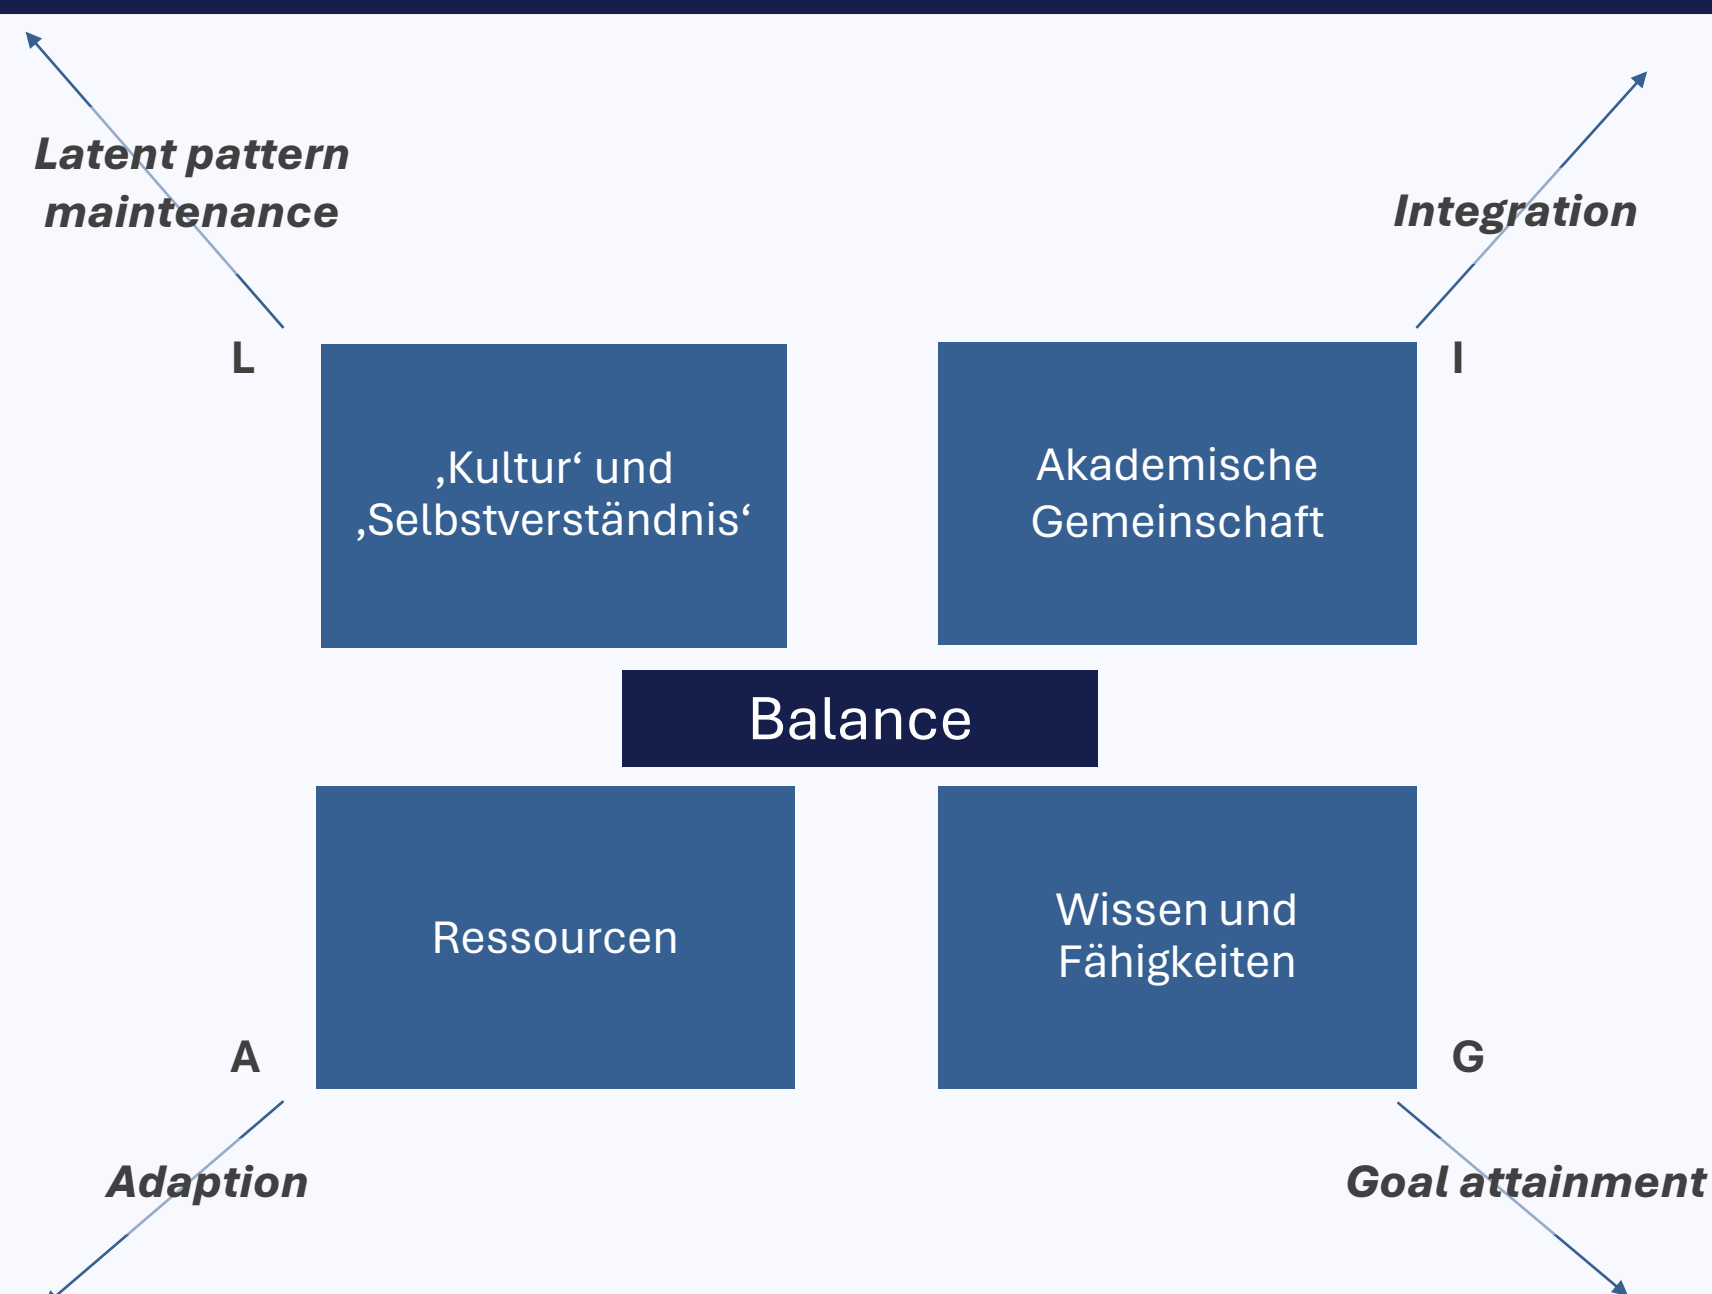 Latent pattern
maintenance
Integration
L
I
‚Kultur‘ und
‚Selbstverständnis‘
Akademische
Gemeinschaft
Balance
Ressourcen
Wissen und
Fähigkeiten
A
G
Adaption
Goal attainment